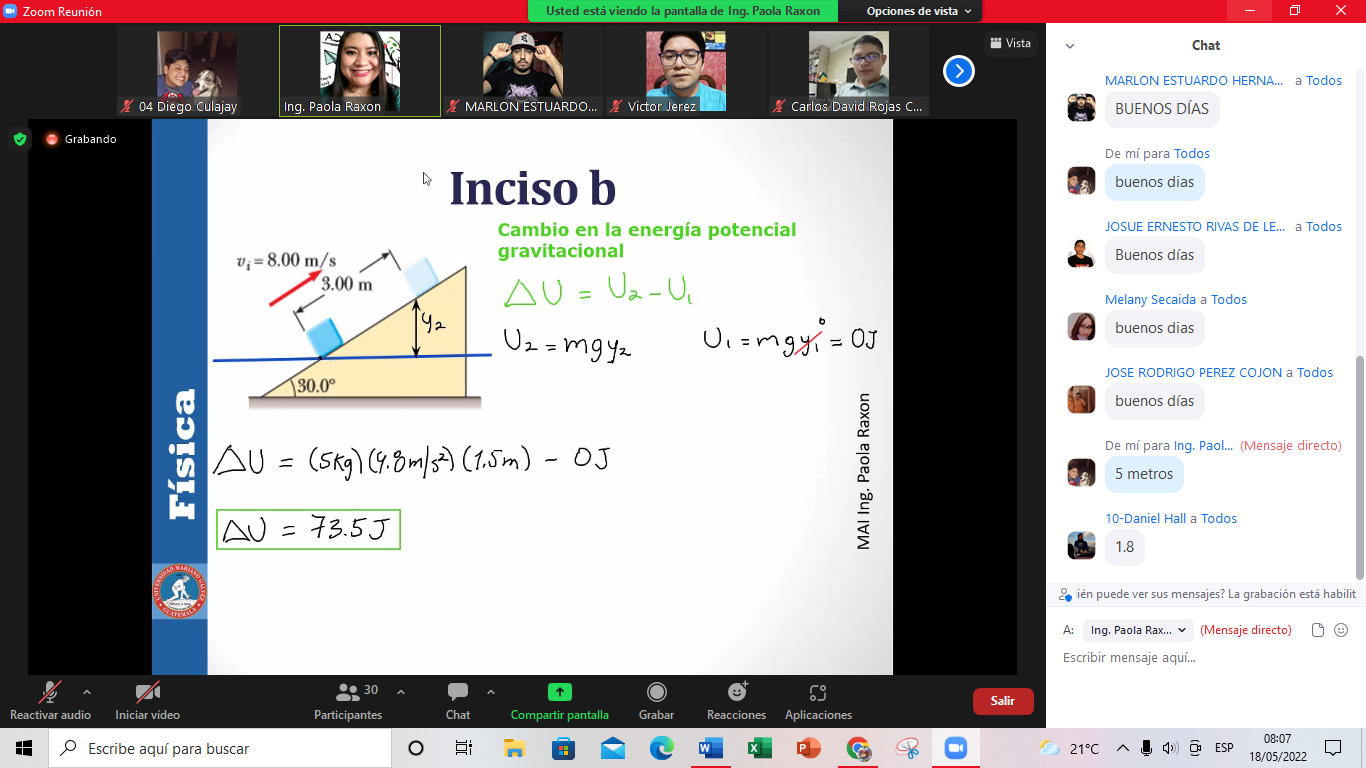 Zoom Reunión
Usted está viendo la pantalla de Ing. Paola Raxon
Opciones de vista
04 Diego Culajay
Ing. Paola Raxon
MARLON ESTUARDO...
Victor Jerez
Carlos David Rojas C...
Vista
Grabando
Inciso b
Cambio en la energía potencial
gravitacional
vi = 8.00 m/s
3.00 m
y2
30.0°
ΔU = U2 - U1
U2 = mgy2
U1 = mgy1 = 0J
0
ΔU = (5Kg)(9.8m/s²)(1.5m) - 0J
ΔU = 73.5J
Física
MAI Ing. Paola Raxon
UNIVERSIDAD MARIANO GÁLVEZ
GUATEMALA
Chat
MARLON ESTUARDO HERNA... a Todos
BUENOS DÍAS
De mí para Todos
buenos dias
JOSUE ERNESTO RIVAS DE LE... a Todos
Buenos días
Melany Secaida a Todos
buenos dias
JOSE RODRIGO PEREZ COJON a Todos
buenos días
De mí para Ing. Paol... (Mensaje directo)
5 metros
10-Daniel Hall a Todos
1.8
ién puede ver sus mensajes? La grabación está habilit
A: Ing. Paola Rax... (Mensaje directo)
Escribir mensaje aquí...
Reactivar audio
Iniciar vídeo
30
Participantes
Chat
Compartir pantalla
Grabar
Reacciones
Aplicaciones
Salir
Escribe aquí para buscar
21°C
ESP
08:07
18/05/2022